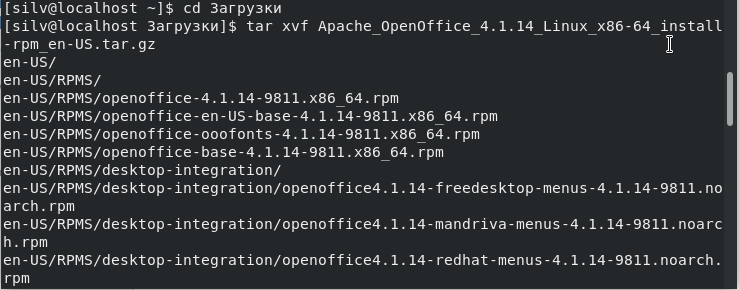 [silv@localhost ~]$ cd Загрузки
[silv@localhost Загрузки]$ tar xvf Apache_OpenOffice_4.1.14_Linux_x86-64_install
-rpm_en-US.tar.gz
en-US/
en-US/RPMS/
en-US/RPMS/openoffice-4.1.14-9811.x86_64.rpm
en-US/RPMS/openoffice-en-US-base-4.1.14-9811.x86_64.rpm
en-US/RPMS/openoffice-ooofonts-4.1.14-9811.x86_64.rpm
en-US/RPMS/openoffice-base-4.1.14-9811.x86_64.rpm
en-US/RPMS/desktop-integration/
en-US/RPMS/desktop-integration/openoffice4.1.14-freedesktop-menus-4.1.14-9811.no
arch.rpm
en-US/RPMS/desktop-integration/openoffice4.1.14-mandriva-menus-4.1.14-9811.noarc
h.rpm
en-US/RPMS/desktop-integration/openoffice4.1.14-redhat-menus-4.1.14-9811.noarch.
rpm